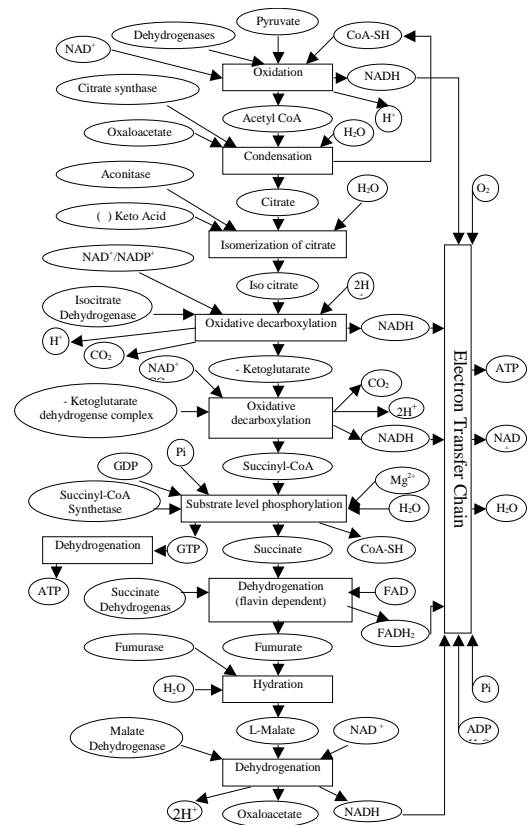 Pyruvate
Dehydrogenases
CoA-SH
NAD⁺
Oxidation
NADH
Citrate synthase
Acetyl CoA
H⁺
Oxaloacetate
H₂O
Condensation
Aconitase
Citrate
H₂O
O₂
( ) Keto Acid
Isomerization of citrate
NAD⁺/NADP⁺
Iso citrate
2H
+
Isocitrate
Dehydrogenase
Oxidative decarboxylation
NADH
H⁺
CO₂
NAD⁺
- Ketoglutarate
CO₂
ATP
- Ketoglutarate
dehydrogense complex
Oxidative
decarboxylation
2H⁺
NADH
NAD
+
Electron Transfer Chain
GDP
Pi
Succinyl-CoA
Mg²⁺
Succinyl-CoA
Synthetase
Substrate level phosphorylation
H₂O
H₂O
Dehydrogenation
GTP
Succinate
CoA-SH
ATP
Succinate
Dehydrogenas
Dehydrogenation
(flavin dependent)
FAD
FADH₂
Fumurase
Fumurate
H₂O
Hydration
Pi
L-Malate
NAD⁺
ADP
Malate
Dehydrogenase
Dehydrogenation
2H⁺
Oxaloacetate
NADH